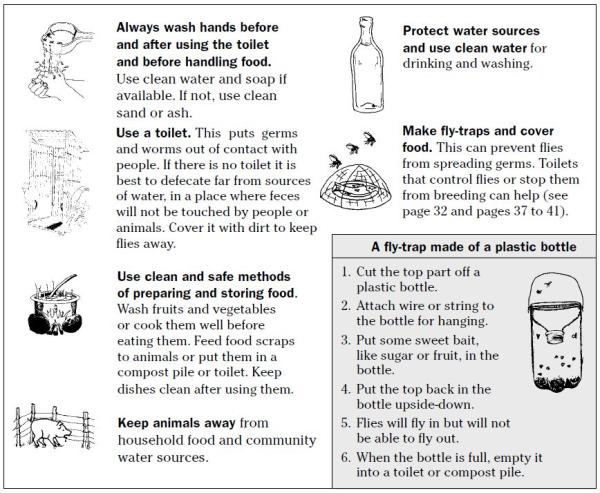 Always wash hands before
and after using the toilet
and before handling food.
Use clean water and soap if
available. If not, use clean
sand or ash.
Use a toilet. This puts germs
and worms out of contact with
people. If there is no toilet it is
best to defecate far from sources
of water, in a place where feces
will not be touched by people or
animals. Cover it with dirt to keep
flies away.
Use clean and safe methods
of preparing and storing food.
Wash fruits and vegetables
or cook them well before
eating them. Feed food scraps
to animals or put them in a
compost pile or toilet. Keep
dishes clean after using them.
Keep animals away from
household food and community
water sources.
Protect water sources
and use clean water for
drinking and washing.
Make fly-traps and cover
food. This can prevent flies
from spreading germs. Toilets
that control flies or stop them
from breeding can help (see
page 32 and pages 37 to 41).
A fly-trap made of a plastic bottle
1. Cut the top part off a
plastic bottle.
2. Attach wire or string to
the bottle for hanging.
3. Put some sweet bait,
like sugar or fruit, in the
bottle.
4. Put the top back in the
bottle upside-down.
5. Flies will fly in but will not
be able to fly out.
6. When the bottle is full, empty it
into a toilet or compost pile.